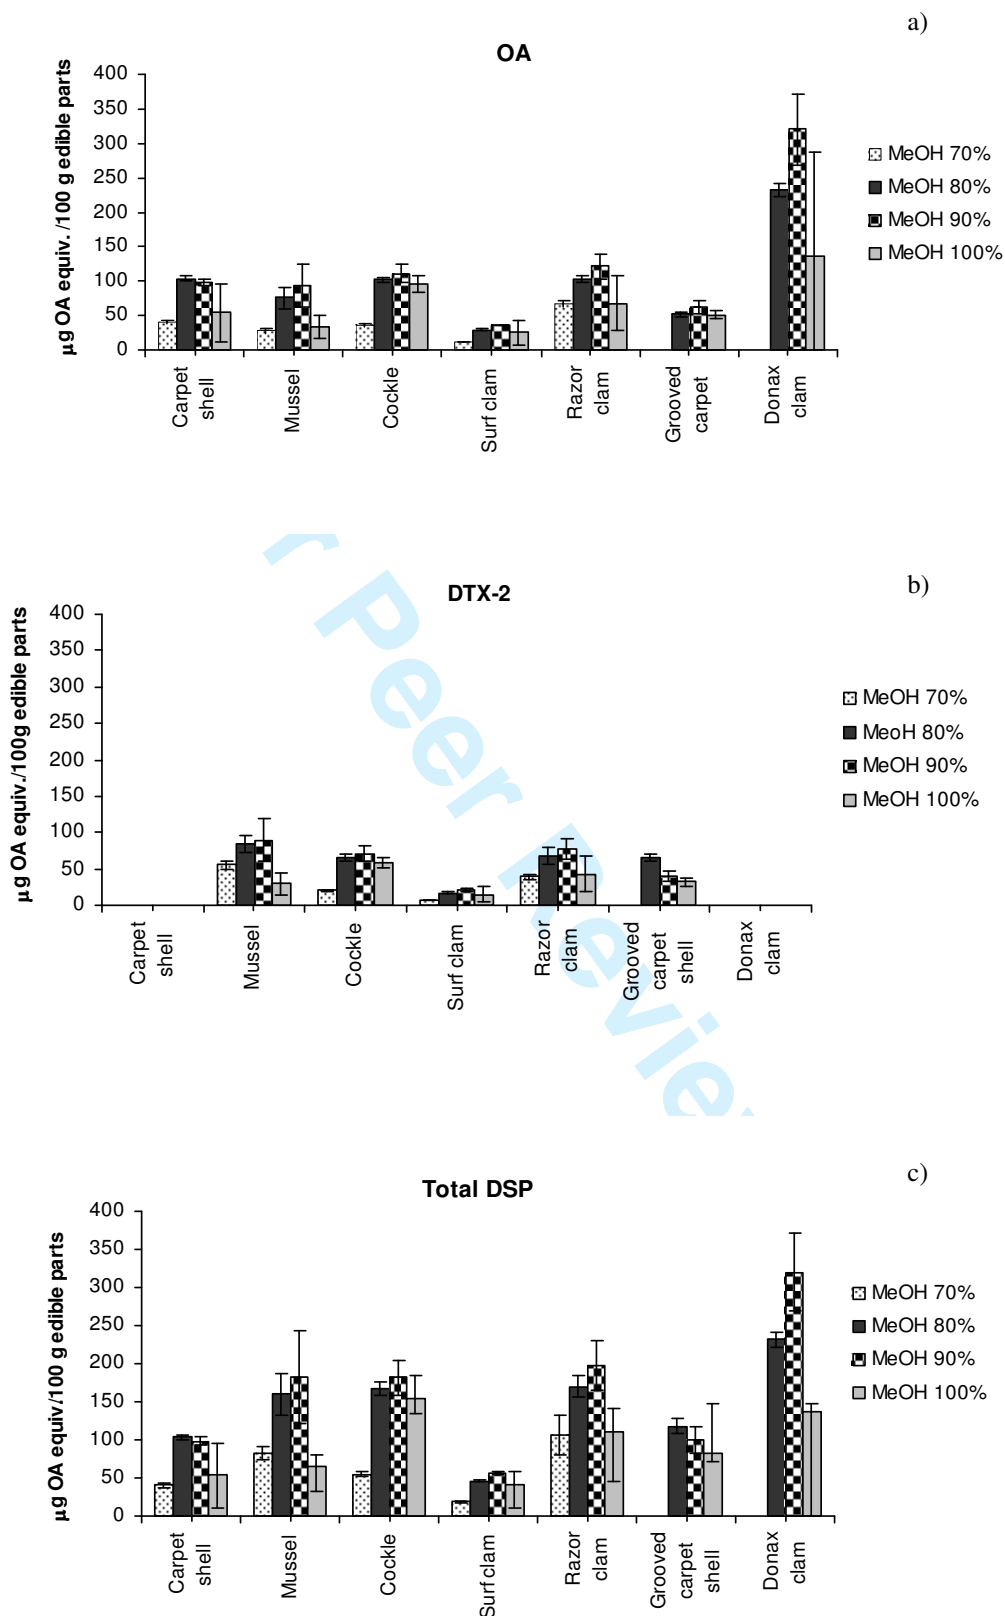 a)
OA
µg OA equiv./100 g edible parts
400
350
300
250
200
150
100
50
0
Carpet
shell
Mussel
Cockle
Surf clam
Razor
clam
Grooved
carpet
Donax
clam
MeOH 70%
MeOH 80%
MeOH 90%
MeOH 100%
b)
DTX-2
µg OA equiv./100g edible parts
400
350
300
250
200
150
100
50
0
Carpet
shell
Mussel
Cockle
Surf clam
Razor
clam
Grooved
carpet
shell
Donax
clam
MeOH 70%
MeoH 80%
MeOH 90%
MeOH 100%
r Peer Review
c)
Total DSP
µg OA equiv/100 g edible parts
400
350
300
250
200
150
100
50
0
Carpet
shell
Mussel
Cockle
Surf clam
Razor
clam
Grooved
carpet
shell
Donax
clam
MeOH 70%
MeOH 80%
MeOH 90%
MeOH 100%